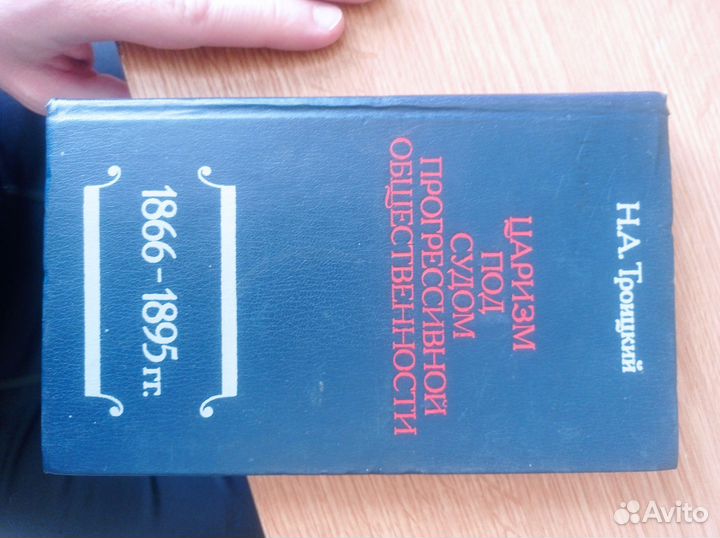 Н.А. Троицкий
ЦАРИЗМ
ПОД
СУДОМ
ПРОГРЕССИВНОЙ
ОБЩЕСТВЕННОСТИ
1866-1895 гг.
Avito